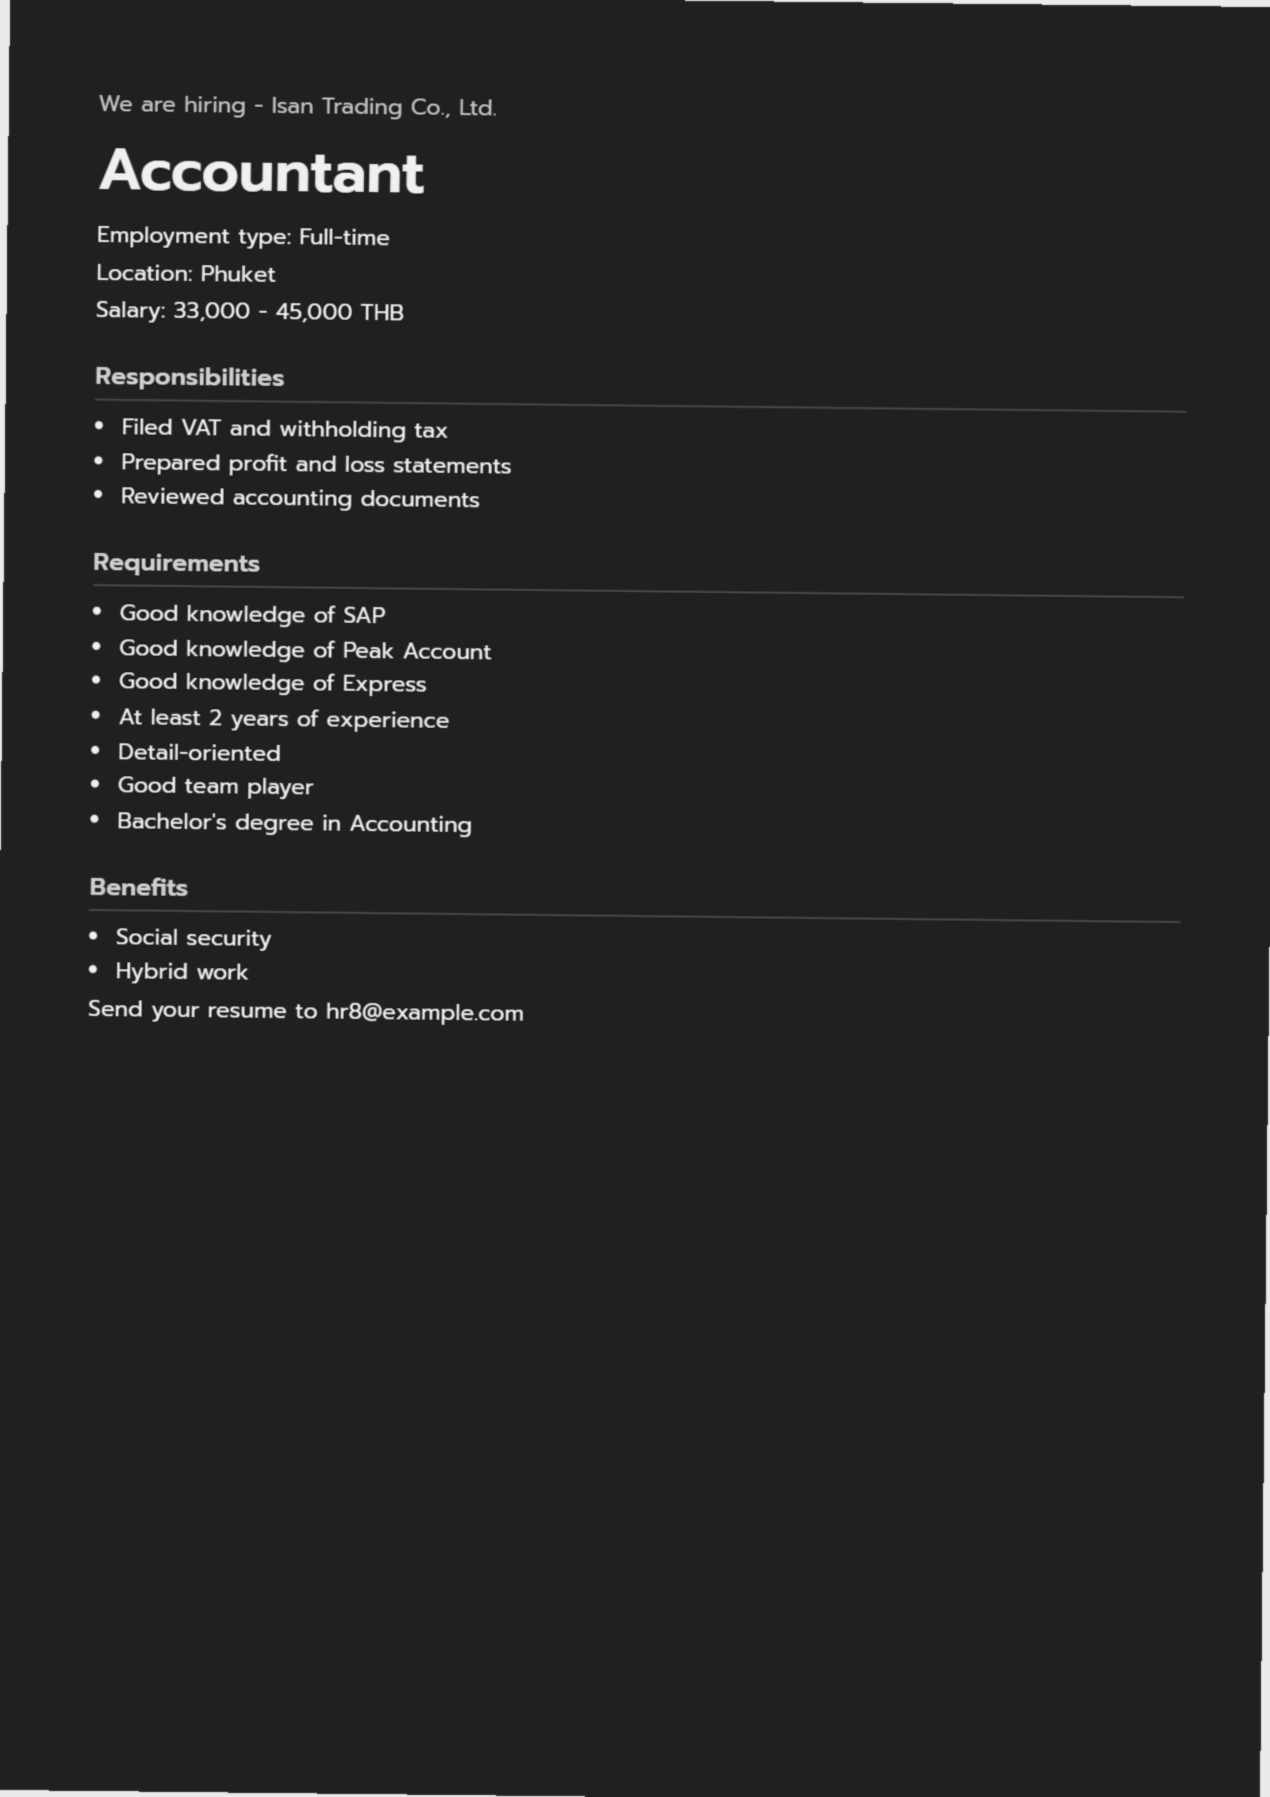 We are hiring - Isan Trading Co., Ltd.
Accountant
Employment type: Full-time
Location: Phuket
Salary: 33,000 - 45,000 THB
Responsibilities
• Filed VAT and withholding tax
• Prepared profit and loss statements
• Reviewed accounting documents
Requirements
• Good knowledge of SAP
• Good knowledge of Peak Account
• Good knowledge of Express
• At least 2 years of experience
• Detail-oriented
• Good team player
• Bachelor's degree in Accounting
Benefits
• Social security
• Hybrid work
Send your resume to hr8@example.com